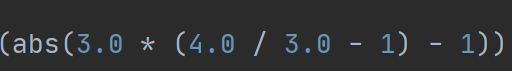 (abs(3.0 * (4.0 / 3.0 - 1) - 1))